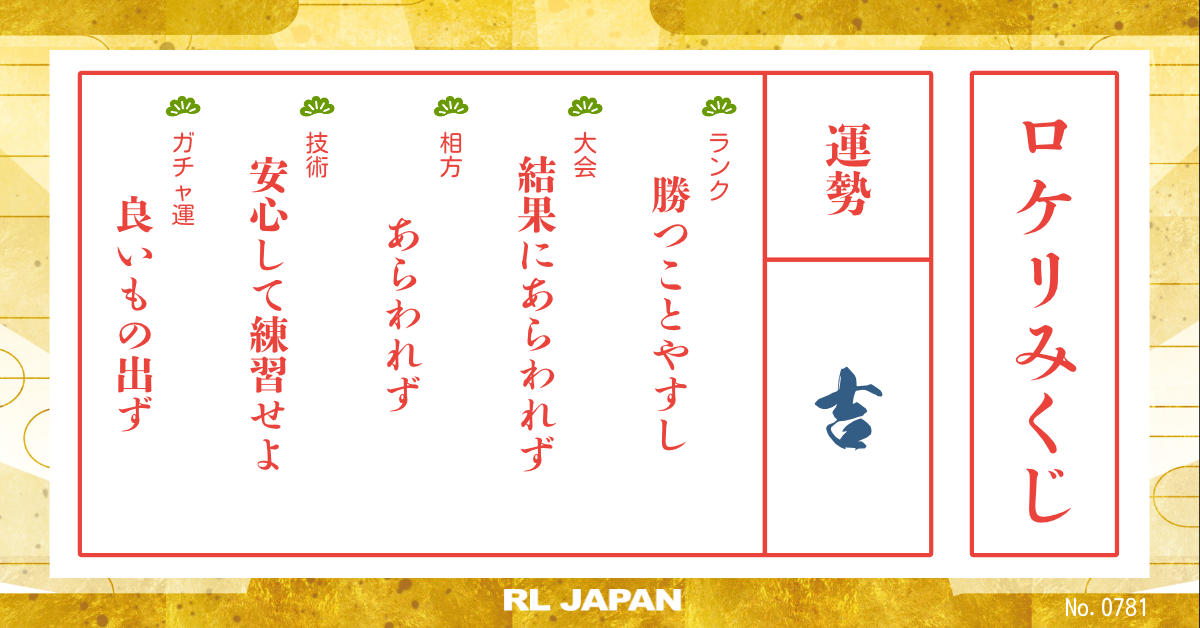 ロケリみくじ
運勢
吉
ランク
勝つことやすし
大会
結果にあらわれず
相方
あらわれず
技術
安心して練習せよ
ガチャ運
良いもの出ず
RL JAPAN
No. 0781